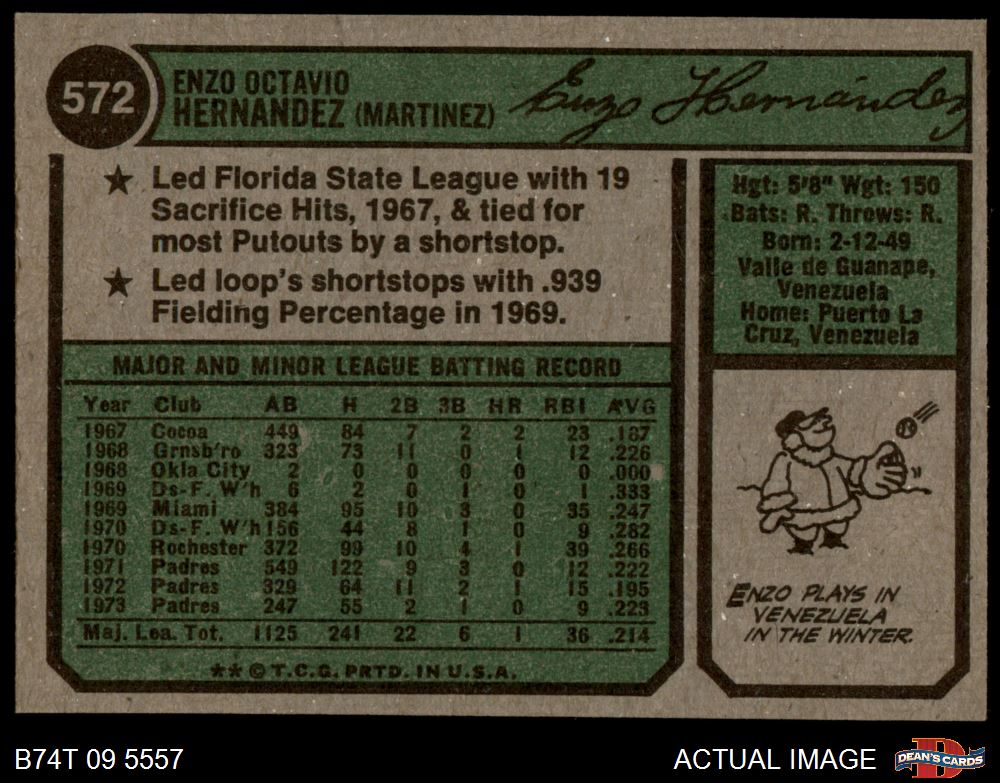 572
ENZO OCTAVIO
HERNANDEZ (MARTINEZ)
Enzo Hernández
★ Led Florida State League with 19
Sacrifice Hits, 1967, & tied for
most Putouts by a shortstop.
★ Led loop's shortstops with .939
Fielding Percentage in 1969.
Hgt: 5'8" Wgt: 150
Bats: R. Throws: R.
Born: 2-12-49
Valle de Guanape,
Venezuela
Home: Puerto La
Cruz, Venezuela
MAJOR AND MINOR LEAGUE BATTING RECORD
Year Club AB H 2B 3B HR RBI AVG
1967 Cocoa 449 84 7 2 2 23 .187
1968 Grnsb'ro 323 73 11 0 1 12 .226
1968 Okla City 2 0 0 0 0 0 .000
1969 Ds-F. W'h 6 2 0 1 0 1 .333
1969 Miami 384 95 10 3 0 35 .247
1970 Ds-F. W'h 156 44 8 1 0 9 .282
1970 Rochester 372 99 10 4 1 39 .266
1971 Padres 549 122 9 3 0 12 .222
1972 Padres 329 64 11 2 1 15 .195
1973 Padres 247 55 2 1 0 9 .223
Maj. Lea. Tot. 1125 241 22 6 1 36 .214
★★©T.C.G. PRTD. IN U.S.A.
ENZO PLAYS IN
VENEZUELA
IN THE WINTER.
B74T 09 5557
ACTUAL IMAGE
D
DEAN'S CARDS